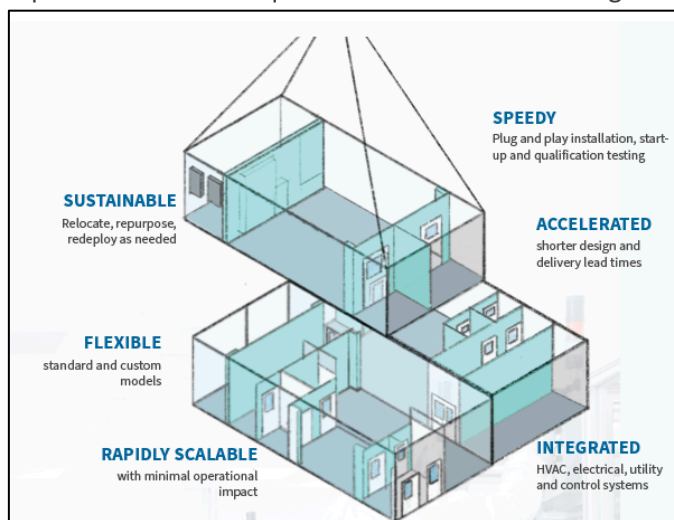 SPEEDY
Plug and play installation, start-
up and qualification testing
SUSTAINABLE
Relocate, repurpose,
redeploy as needed
ACCELERATED
shorter design and
delivery lead times
FLEXIBLE
standard and custom
models
RAPIDLY SCALABLE
with minimal operational
impact
INTEGRATED
HVAC, electrical, utility
and control systems